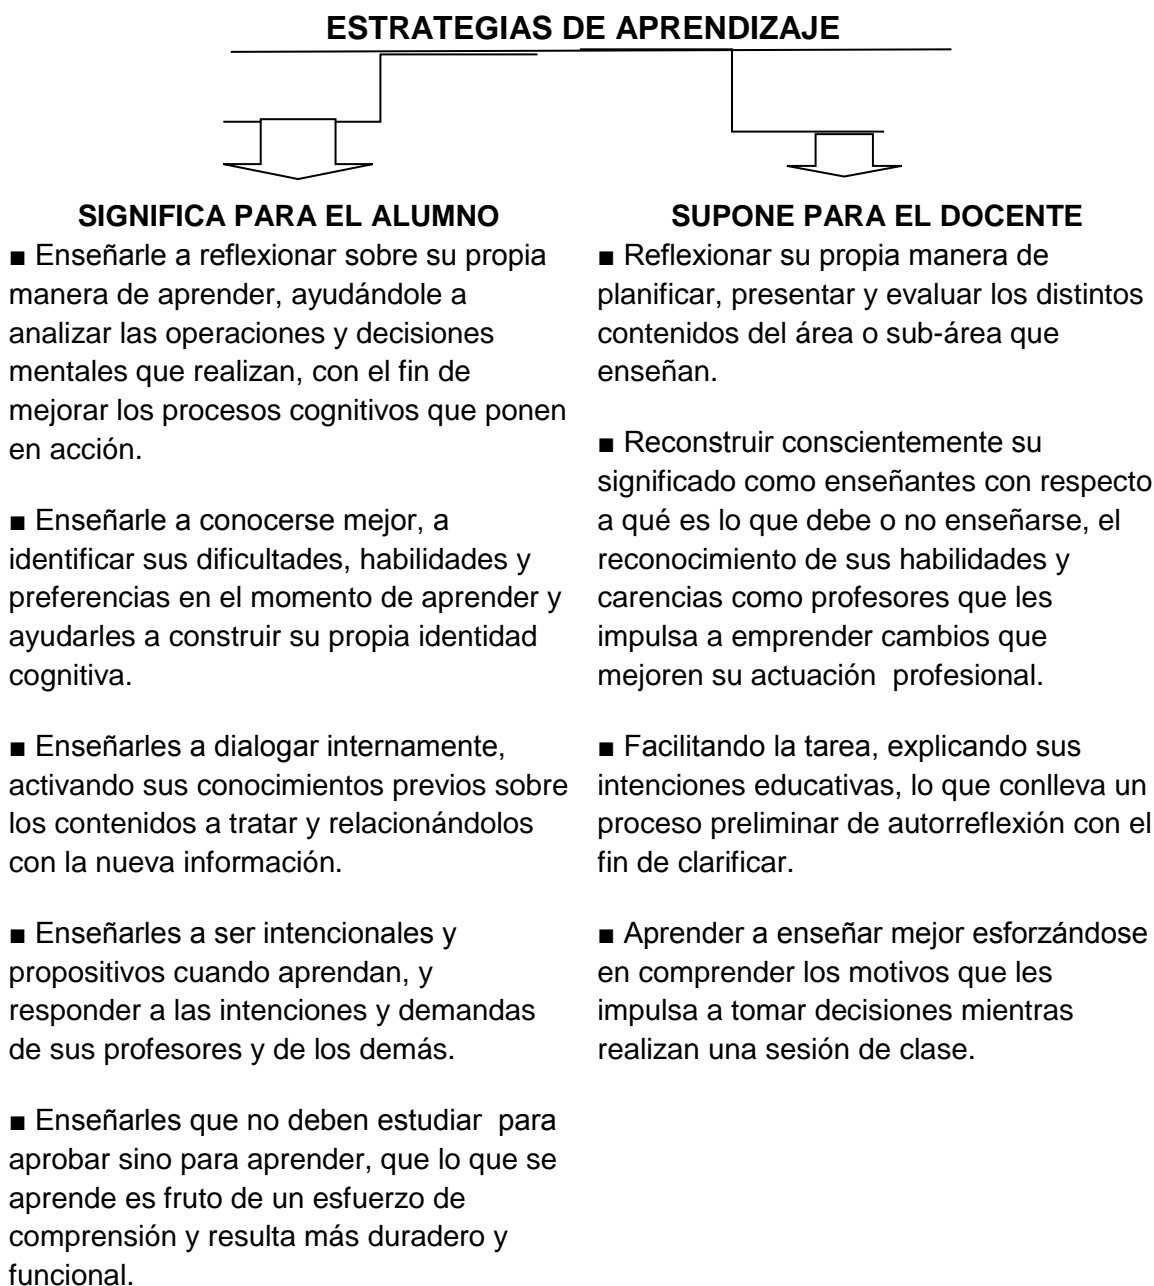 ESTRATEGIAS DE APRENDIZAJE
SIGNIFICA PARA EL ALUMNO
■ Enseñarle a reflexionar sobre su propia
manera de aprender, ayudándole a
analizar las operaciones y decisiones
mentales que realizan, con el fin de
mejorar los procesos cognitivos que ponen
en acción.
■ Enseñarle a conocerse mejor, a
identificar sus dificultades, habilidades y
preferencias en el momento de aprender y
ayudarles a construir su propia identidad
cognitiva.
■ Enseñarles a dialogar internamente,
activando sus conocimientos previos sobre
los contenidos a tratar y relacionándolos
con la nueva información.
■ Enseñarles a ser intencionales y
propositivos cuando aprendan, y
responder a las intenciones y demandas
de sus profesores y de los demás.
■ Enseñarles que no deben estudiar  para
aprobar sino para aprender, que lo que se
aprende es fruto de un esfuerzo de
comprensión y resulta más duradero y
funcional.
SUPONE PARA EL DOCENTE
■ Reflexionar su propia manera de
planificar, presentar y evaluar los distintos
contenidos del área o sub-área que
enseñan.
■ Reconstruir conscientemente su
significado como enseñantes con respecto
a qué es lo que debe o no enseñarse, el
reconocimiento de sus habilidades y
carencias como profesores que les
impulsa a emprender cambios que
mejoren su actuación  profesional.
■ Facilitando la tarea, explicando sus
intenciones educativas, lo que conlleva un
proceso preliminar de autorreflexión con el
fin de clarificar.
■ Aprender a enseñar mejor esforzándose
en comprender los motivos que les
impulsa a tomar decisiones mientras
realizan una sesión de clase.